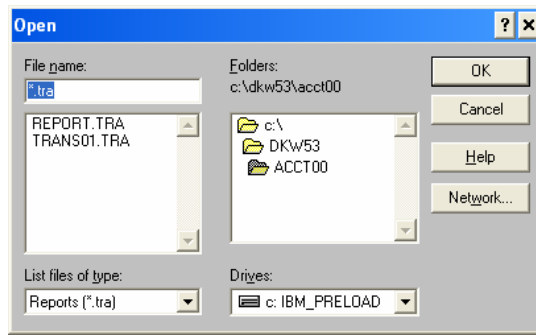 Open
File name:
*.tra
REPORT.TRA
TRANS01.TRA
List files of type:
Reports (*.tra)
Folders:
c:\dkw53\acct00
c:\
DKW53
ACCT00
Drives:
c: IBM_PRELOAD
OK
Cancel
Help
Network...